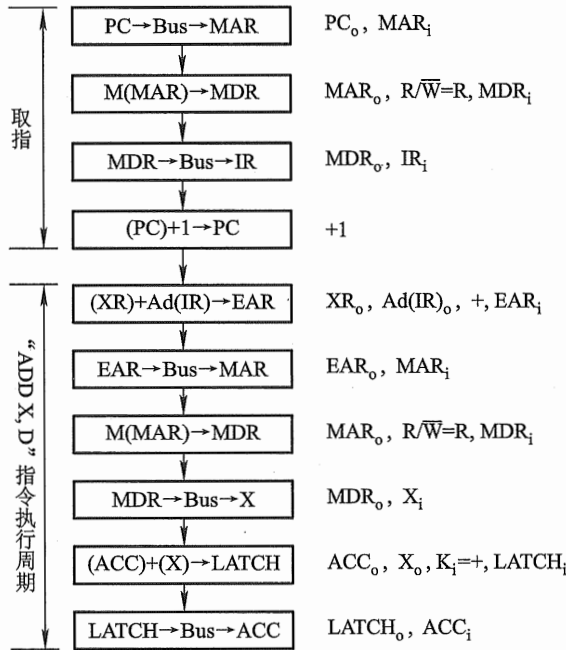 PC→Bus→MAR PCo, MARi
M(MAR)→MDR MARo, R/W̅=R, MDRi
取指
MDR→Bus→IR MDRo, IRi
(PC)+1→PC +1
(XR)+Ad(IR)→EAR XRo, Ad(IR)o, +, EARi
EAR→Bus→MAR EARo, MARi
M(MAR)→MDR MARo, R/W̅=R, MDRi
“ADD X, D”指令执行周期
MDR→Bus→X MDRo, Xi
(ACC)+(X)→LATCH ACCo, Xo, Ki=+, LATCHi
LATCH→Bus→ACC LATCHo, ACCi